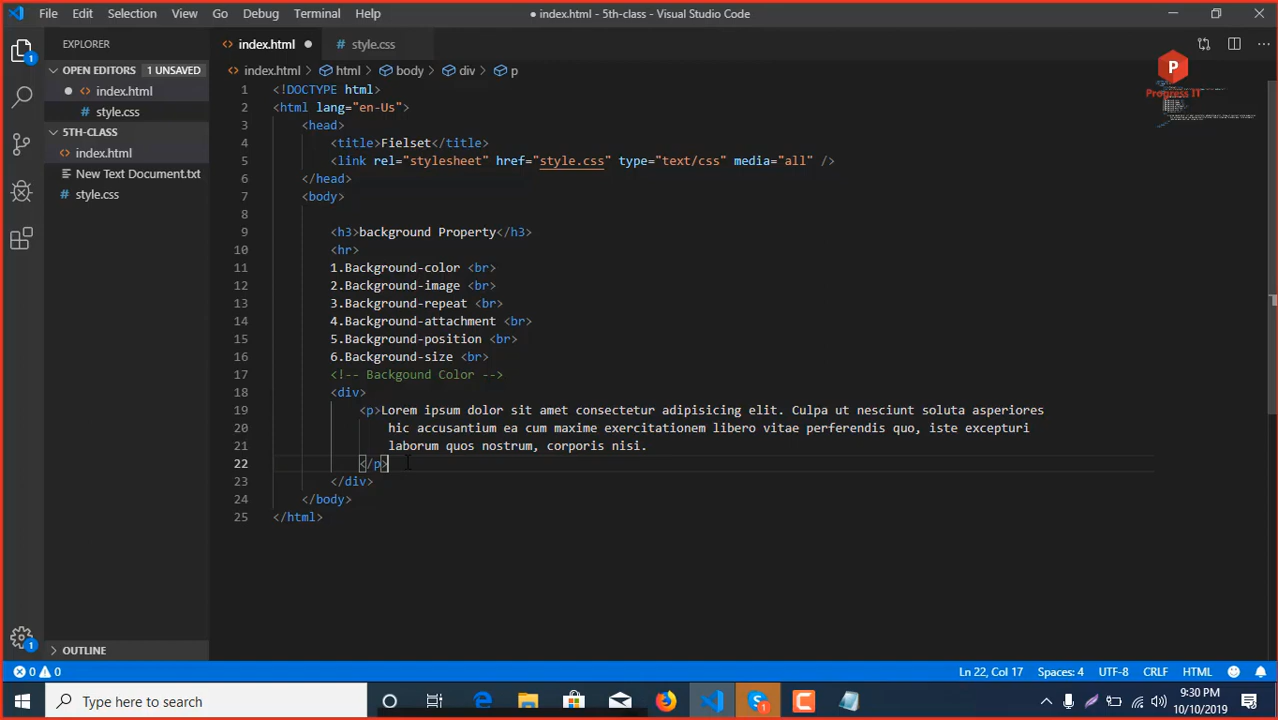 File Edit Selection View Go Debug Terminal Help
● index.html - 5th-class - Visual Studio Code
EXPLORER
index.html
style.css
OPEN EDITORS 1 UNSAVED
index.html
style.css
5TH-CLASS
index.html
New Text Document.txt
style.css
OUTLINE
1
1
index.html > html > body > div > p
P
Progress IT
1 <!DOCTYPE html>
2 <html lang="en-Us">
3 <head>
4 <title>Fielset</title>
5 <link rel="stylesheet" href="style.css" type="text/css" media="all" />
6 </head>
7 <body>
8
9 <h3>background Property</h3>
10 <hr>
11 1.Background-color <br>
12 2.Background-image <br>
13 3.Background-repeat <br>
14 4.Background-attachment <br>
15 5.Background-position <br>
16 6.Background-size <br>
17 <!-- Backgound Color -->
18 <div>
19 <p>Lorem ipsum dolor sit amet consectetur adipisicing elit. Culpa ut nesciunt soluta asperiores
20 hic accusantium ea cum maxime exercitationem libero vitae perferendis quo, iste excepturi
21 laborum quos nostrum, corporis nisi.
22 </p>
23 </div>
24 </body>
25 </html>
0 0
Ln 22, Col 17 Spaces: 4 UTF-8 CRLF HTML
Type here to search
1
9:30 PM
10/10/2019